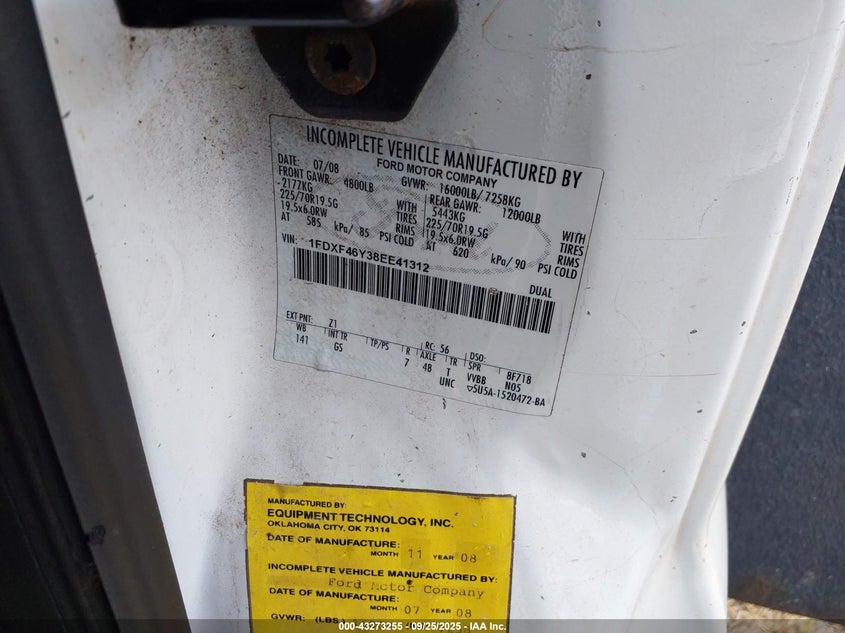 INCOMPLETE VEHICLE MANUFACTURED BY
FORD MOTOR COMPANY
DATE: 07/08 GVWR: 16000LB/ 7258KG
FRONT GAWR: 4800LB REAR GAWR: 12000LB
- 2177KG WITH 5443KG WITH
225/70R19.5G TIRES 225/70R19.5G TIRES
19.5x6.0RW RIMS 19.5x6.0RW RIMS
AT 585 kPa/ 85 PSI COLD AT 620 kPa/ 90 PSI COLD
VIN: 1FDXF46Y38EE41312 DUAL
EXT PNT: Z1 RC: 56 DSO:
WB INT TR TP/PS R AXLE TR SPR 8F718
141 GS 7 48 T VVBB N05
UNC ▽5U5A-1520472-BA
MANUFACTURED BY:
EQUIPMENT TECHNOLOGY, INC.
OKLAHOMA CITY, OK 73114
DATE OF MANUFACTURE:
MONTH 11 YEAR 08
INCOMPLETE VEHICLE MANUFACTURED BY:
Ford Motor Company
DATE OF MANUFACTURE:
MONTH 07 YEAR 08
GVWR: (LBS)
000-43273255 - 09/25/2025 - IAA Inc.